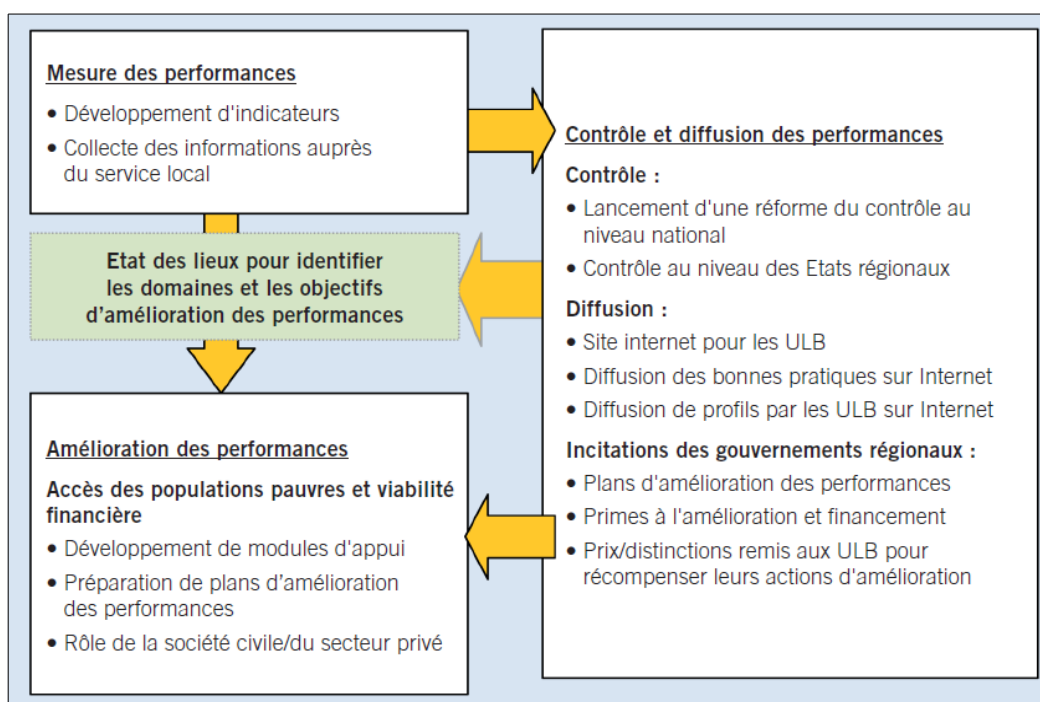 Mesure des performances
• Développement d'indicateurs
• Collecte des informations auprès
du service local
Etat des lieux pour identifier
les domaines et les objectifs
d'amélioration des performances
Amélioration des performances
Accès des populations pauvres et viabilité
financière
• Développement de modules d'appui
• Préparation de plans d'amélioration
des performances
• Rôle de la société civile/du secteur privé
Contrôle et diffusion des performances
Contrôle :
• Lancement d'une réforme du contrôle au
niveau national
• Contrôle au niveau des Etats régionaux
Diffusion :
• Site internet pour les ULB
• Diffusion des bonnes pratiques sur Internet
• Diffusion de profils par les ULB sur Internet
Incitations des gouvernements régionaux :
• Plans d'amélioration des performances
• Primes à l'amélioration et financement
• Prix/distinctions remis aux ULB pour
récompenser leurs actions d'amélioration